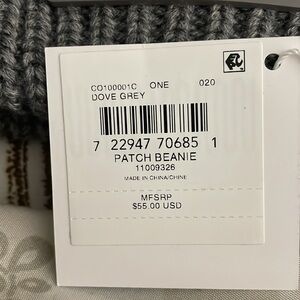 CO100001C ONE 020
DOVE GREY
7 22947 70685 1
PATCH BEANIE
11009326
MADE IN CHINA/CHINE
MFSRP
$55.00 USD